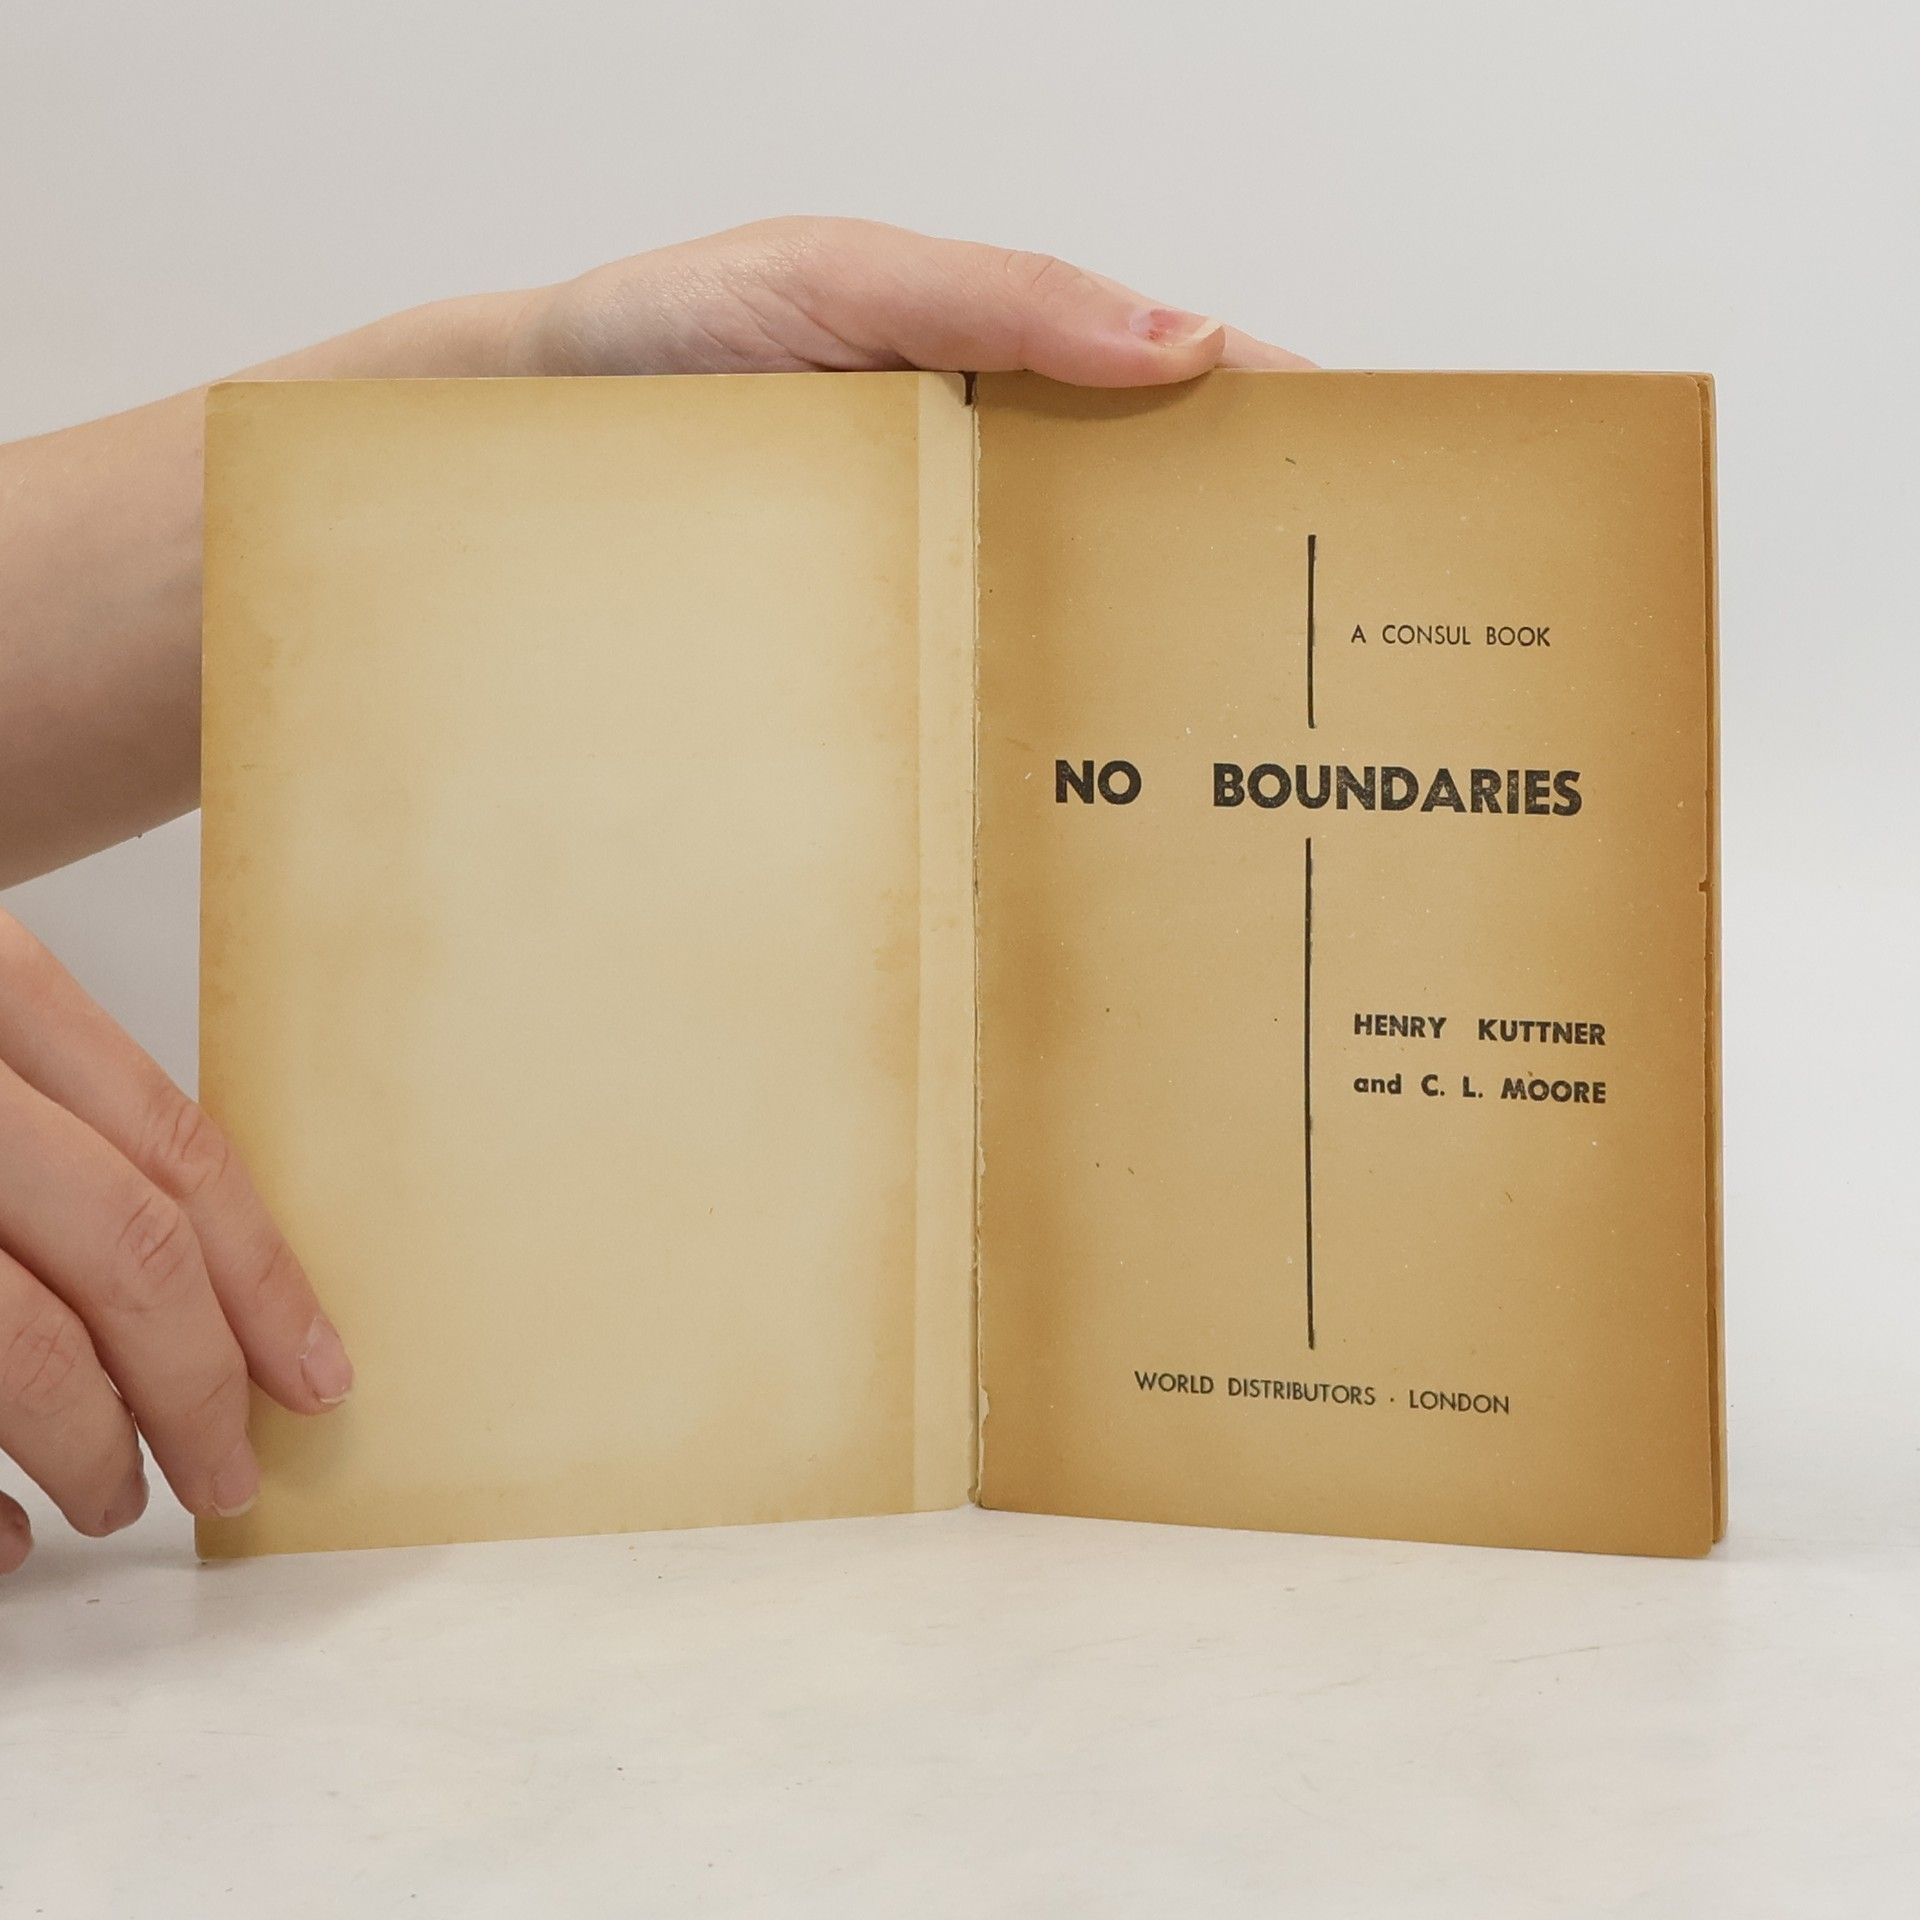 A CONSUL BOOK
NO BOUNDARIES
HENRY KUTTNER
and C. L. MOORE
WORLD DISTRIBUTORS · LONDON